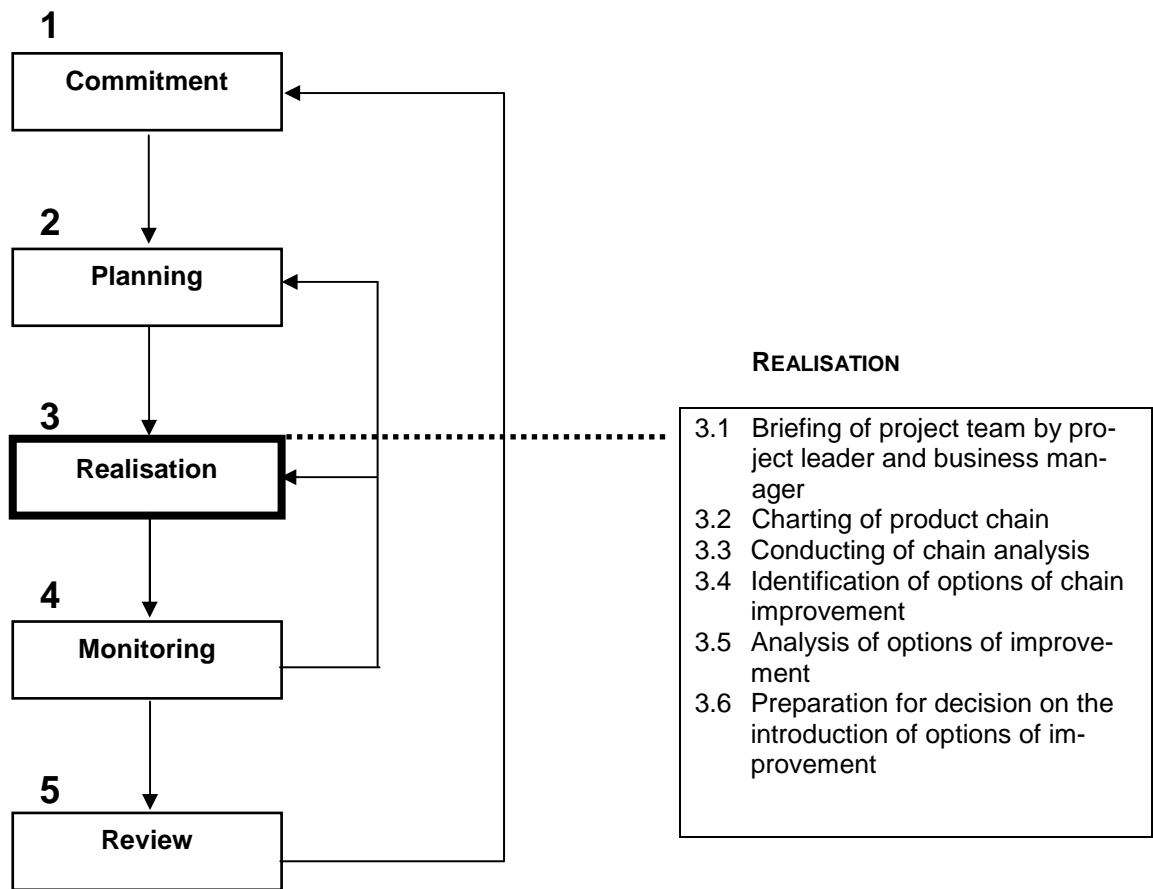 1
Commitment
2
Planning
3
Realisation
4
Monitoring
5
Review
REALISATION
3.1 Briefing of project team by pro-
ject leader and business man-
ager
3.2 Charting of product chain
3.3 Conducting of chain analysis
3.4 Identification of options of chain
improvement
3.5 Analysis of options of improve-
ment
3.6 Preparation for decision on the
introduction of options of im-
provement